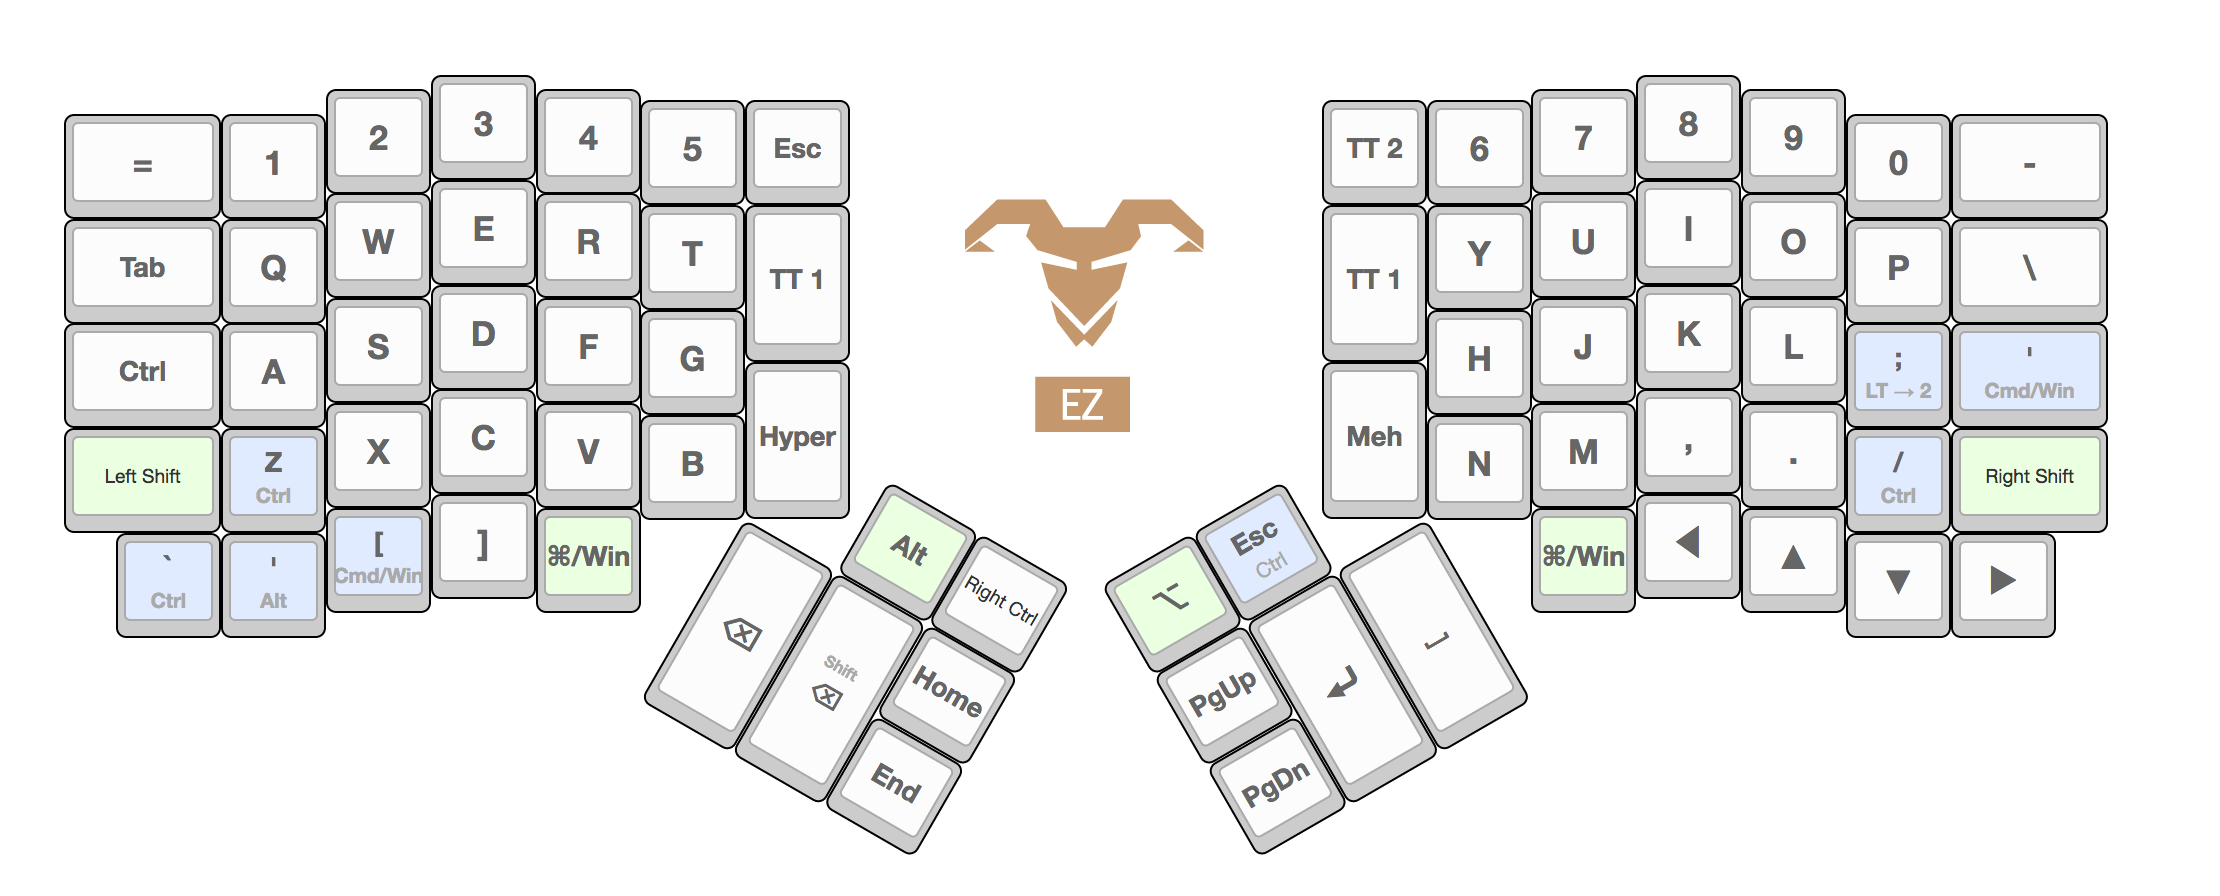 = 1 2 3 4 5 Esc
TT 2 6 7 8 9 0 -
Tab Q W E R T TT 1
TT 1 Y U I O P \
Ctrl A S D F G
H J K L ; LT → 2 ' Cmd/Win
Left Shift Z Ctrl X C V B Hyper
Meh N M , . / Ctrl Right Shift
` Ctrl ' Alt [ Cmd/Win ] ⌘/Win
⌘/Win ◀ ▲ ▼ ▶
EZ
Alt Right Ctrl
⌫ Shift ⌫ Home
End
⌥ Esc Ctrl
PgUp ↵ ⎵
PgDn